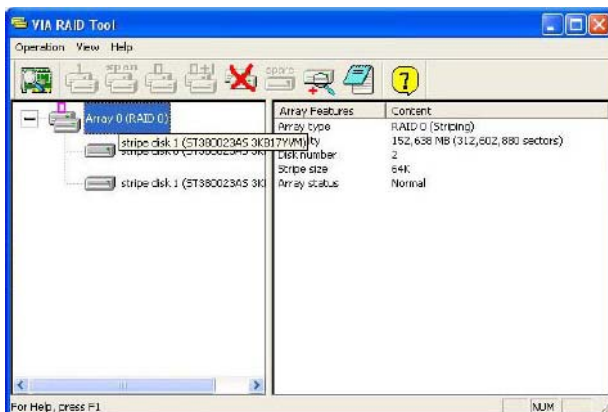 VIA RAID Tool
Operation View Help
Array 0 (RAID 0)
stripe disk 1 (ST380023AS 3KB17YVM)
stripe disk 1 (ST380023AS 3K
Array Features Content
Array type RAID 0 (Striping)
152,638 MB (312,602,880 sectors)
Disk number 2
Stripe size 64K
Array status Normal
For Help, press F1
NUM